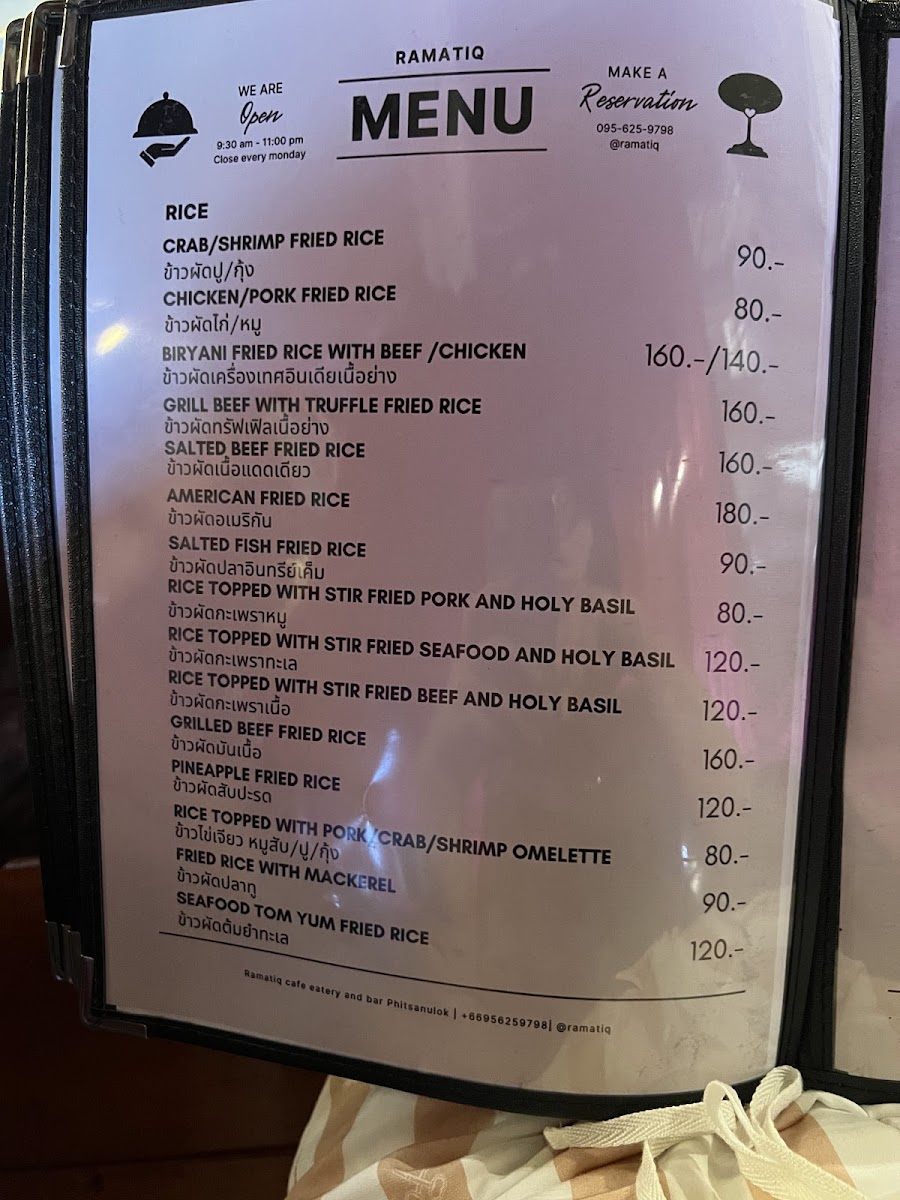 RAMATIQ
MENU
WE ARE
Open
9:30 am - 11:00 pm
Close every monday
MAKE A
Reservation
095-625-9798
@ramatiq
RICE
CRAB/SHRIMP FRIED RICE 90.-
ข้าวผัดปู/กุ้ง
CHICKEN/PORK FRIED RICE 80.-
ข้าวผัดไก่/หมู
BIRYANI FRIED RICE WITH BEEF /CHICKEN 160.-/140.-
ข้าวผัดเครื่องเทศอินเดียเนื้อย่าง
GRILL BEEF WITH TRUFFLE FRIED RICE 160.-
ข้าวผัดทรัฟเฟิลเนื้อย่าง
SALTED BEEF FRIED RICE 160.-
ข้าวผัดเนื้อแดดเดียว
AMERICAN FRIED RICE 180.-
ข้าวผัดอเมริกัน
SALTED FISH FRIED RICE 90.-
ข้าวผัดปลาอินทรีย์เค็ม
RICE TOPPED WITH STIR FRIED PORK AND HOLY BASIL 80.-
ข้าวผัดกะเพราหมู
RICE TOPPED WITH STIR FRIED SEAFOOD AND HOLY BASIL 120.-
ข้าวผัดกะเพราทะเล
RICE TOPPED WITH STIR FRIED BEEF AND HOLY BASIL 120.-
ข้าวผัดกะเพราเนื้อ
GRILLED BEEF FRIED RICE 160.-
ข้าวผัดมันเนื้อ
PINEAPPLE FRIED RICE 120.-
ข้าวผัดสับปะรด
RICE TOPPED WITH PORK/CRAB/SHRIMP OMELETTE 80.-
ข้าวไข่เจียว หมูสับ/ปู/กุ้ง
FRIED RICE WITH MACKEREL 90.-
ข้าวผัดปลาทู
SEAFOOD TOM YUM FRIED RICE 120.-
ข้าวผัดต้มยำทะเล
Ramatiq cafe eatery and bar Phitsanulok | +66956259798| @ramatiq